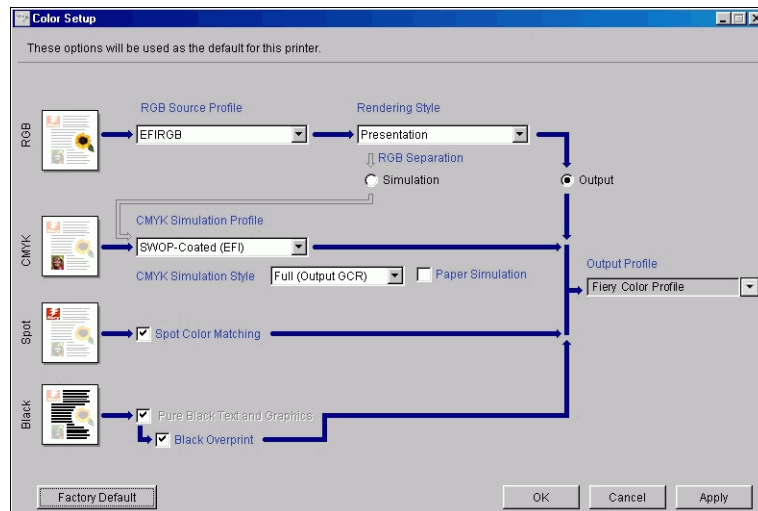 Color Setup
These options will be used as the default for this printer.
RGB
RGB Source Profile
EFIRGB
Rendering Style
Presentation
RGB Separation
Simulation
Output
CMYK
CMYK Simulation Profile
SWOP-Coated (EFI)
CMYK Simulation Style
Full (Output GCR)
Paper Simulation
Output Profile
Fiery Color Profile
Spot
Spot Color Matching
Black
Pure Black Text and Graphics
Black Overprint
Factory Default
OK
Cancel
Apply